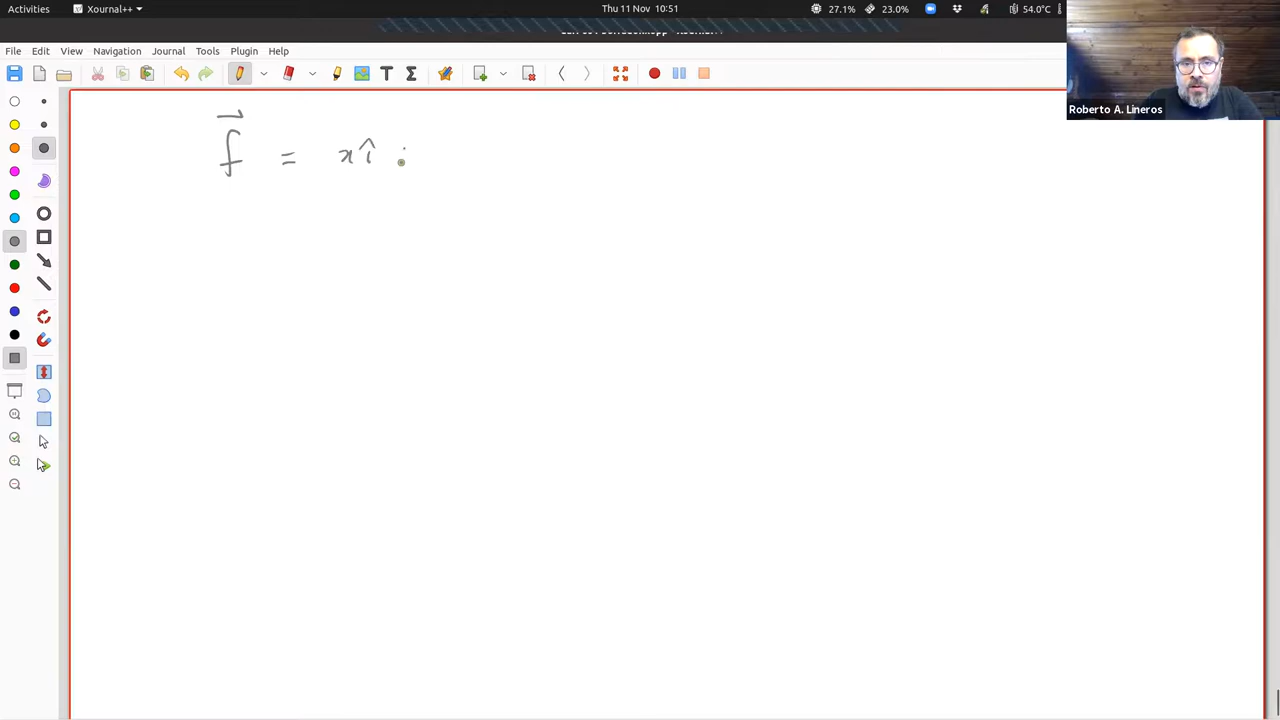 Activities Xournal++ Thu 11 Nov 10:51 27.1% 23.0% 54.0°C
File Edit View Navigation Journal Tools Plugin Help
Roberto A. Lineros
f⃗ = x î